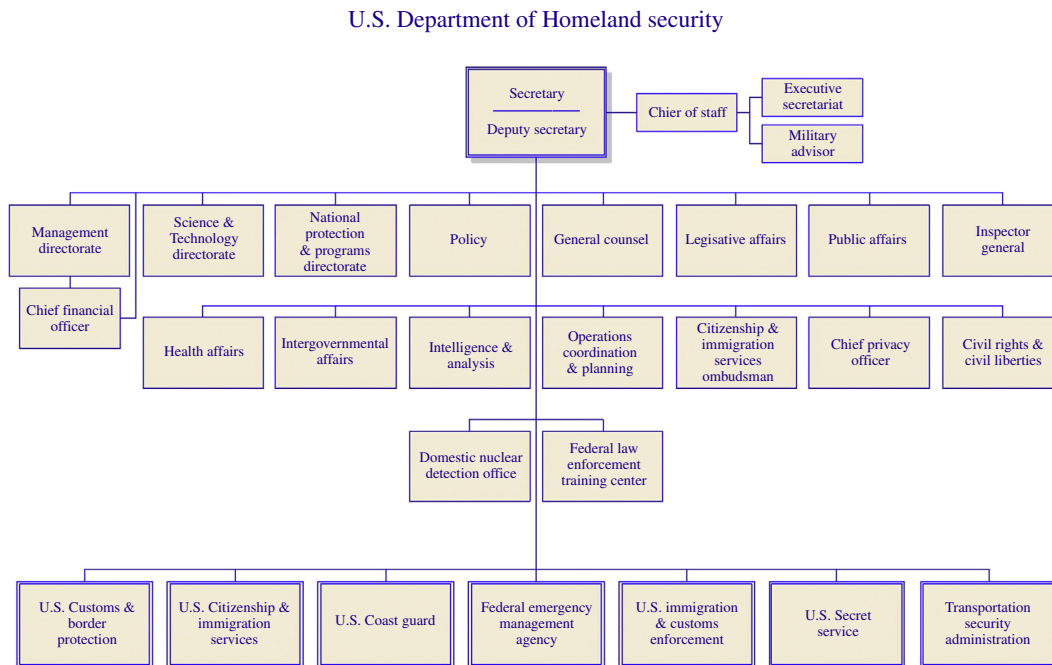 U.S. Department of Homeland security
Secretary
Deputy secretary
Chier of staff
Executive
secretariat
Military
advisor
Management
directorate
Science &
Technology
directorate
National
protection
& programs
directorate
Policy
General counsel
Legisative affairs
Public affairs
Inspector
general
Chief financial
officer
Health affairs
Intergovernmental
affairs
Intelligence &
analysis
Operations
coordination
& planning
Citizenship &
immigration
services
ombudsman
Chief privacy
officer
Civil rights &
civil liberties
Domestic nuclear
detection office
Federal law
enforcement
training center
U.S. Customs &
border
protection
U.S. Citizenship &
immigration
services
U.S. Coast guard
Federal emergency
management
agency
U.S. immigration
& customs
enforcement
U.S. Secret
service
Transportation
security
administration